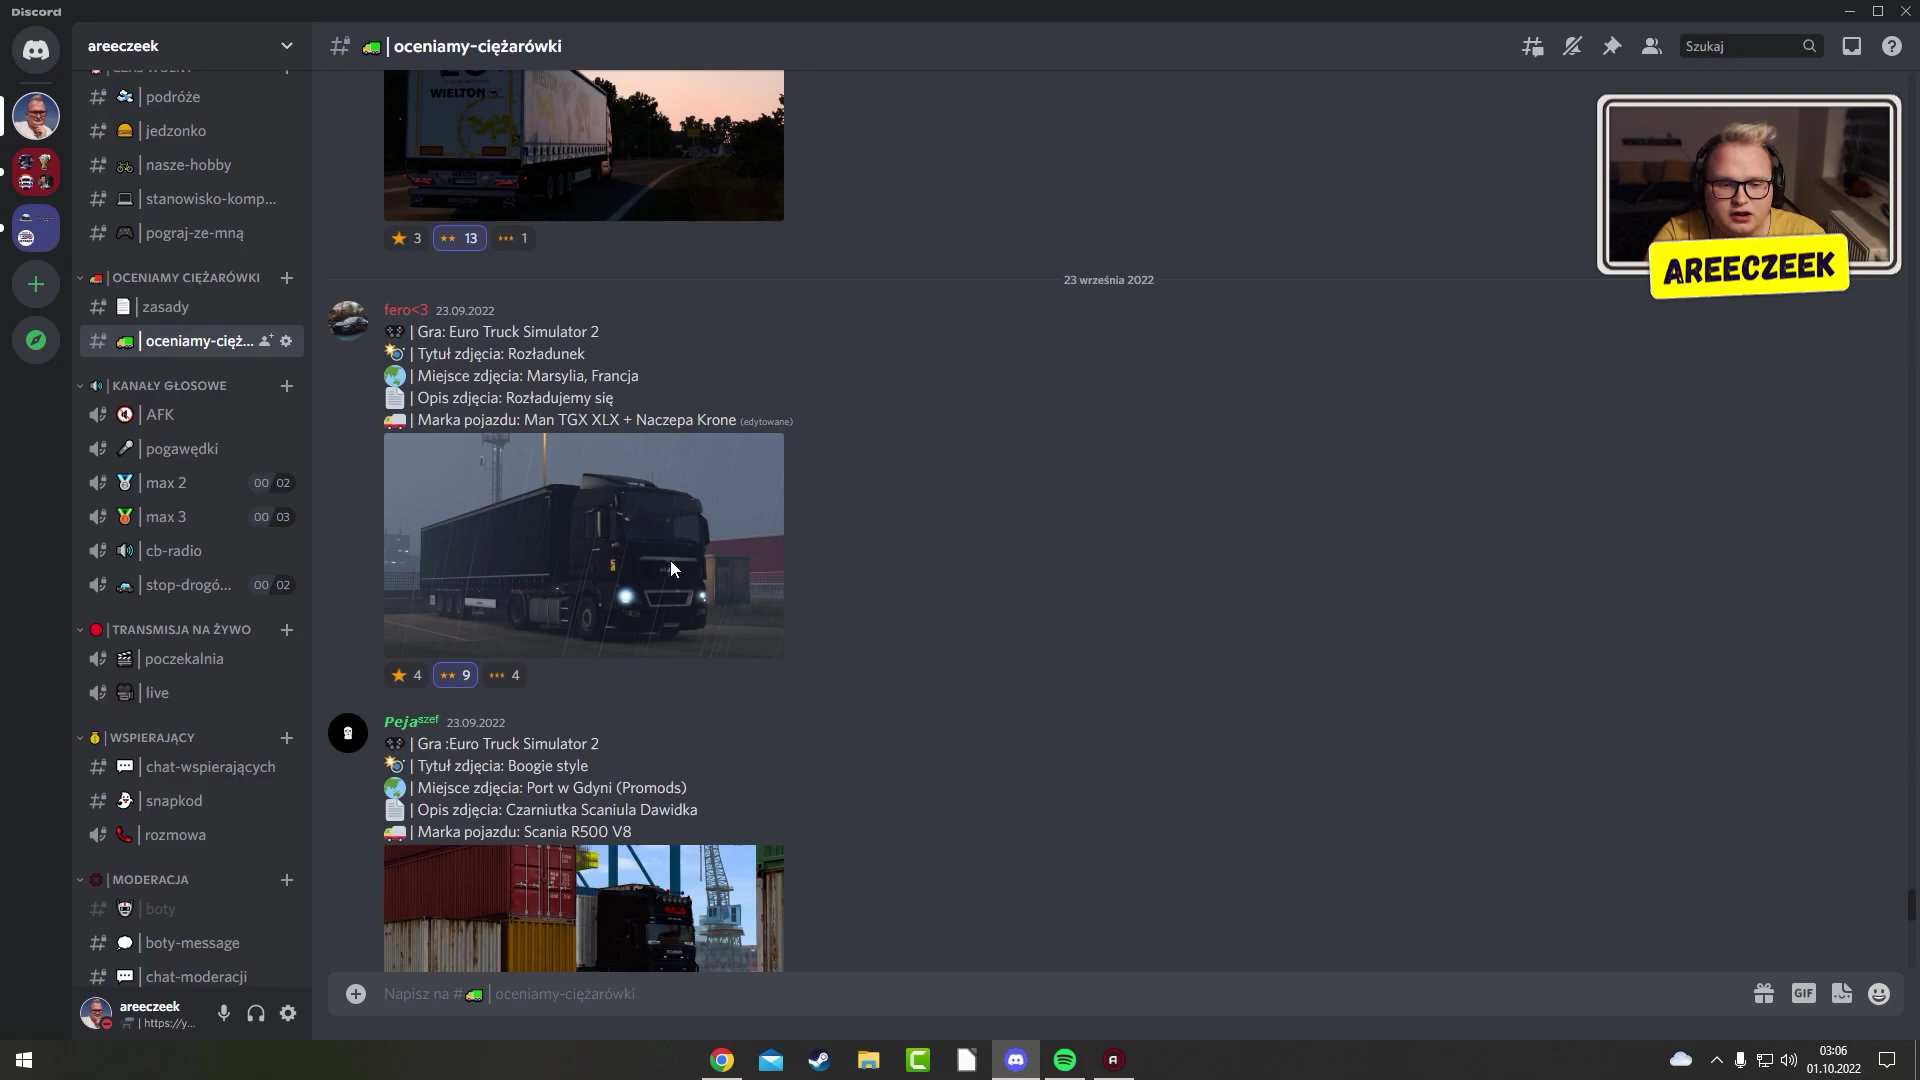 Discord
areeczeek
| oceniamy-ciężarówki
Szukaj
| podróże
| jedzonko
| nasze-hobby
| stanowisko-komp...
| pograj-ze-mną
| OCENIAMY CIĘŻARÓWKI
| zasady
| oceniamy-cięż...
| KANAŁY GŁOSOWE
| AFK
| pogawędki
| max 2
00 02
| max 3
00 03
| cb-radio
| stop-drogó...
00 02
| TRANSMISJA NA ŻYWO
| poczekalnia
| live
| WSPIERAJĄCY
| chat-wspierających
| snapkod
| rozmowa
| MODERACJA
| boty
| boty-message
| chat-moderacji
areeczeek
| https://y...
WIELTON
WIELTON
3
13
1
23 września 2022
AREECZEEK
fero<3 23.09.2022
| Gra: Euro Truck Simulator 2
| Tytuł zdjęcia: Rozładunek
| Miejsce zdjęcia: Marsylia, Francja
| Opis zdjęcia: Rozładujemy się
| Marka pojazdu: Man TGX XLX + Naczepa Krone (edytowane)
4
9
4
Pejaszef 23.09.2022
| Gra :Euro Truck Simulator 2
| Tytuł zdjęcia: Boogie style
| Miejsce zdjęcia: Port w Gdyni (Promods)
| Opis zdjęcia: Czarniutka Scaniula Dawidka
| Marka pojazdu: Scania R500 V8
Napisz na # | oceniamy-ciężarówki
GIF
03:06
01.10.2022